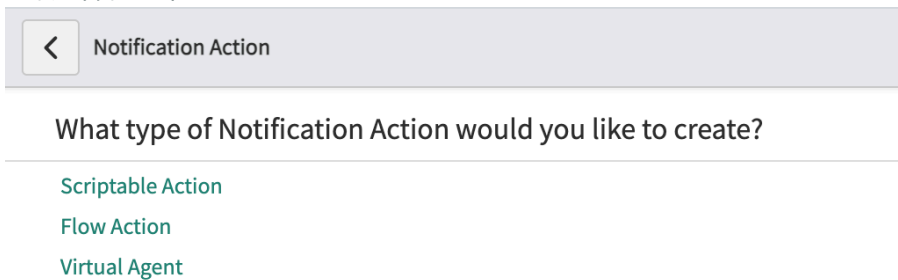 Notification Action
What type of Notification Action would you like to create?
Scriptable Action
Flow Action
Virtual Agent